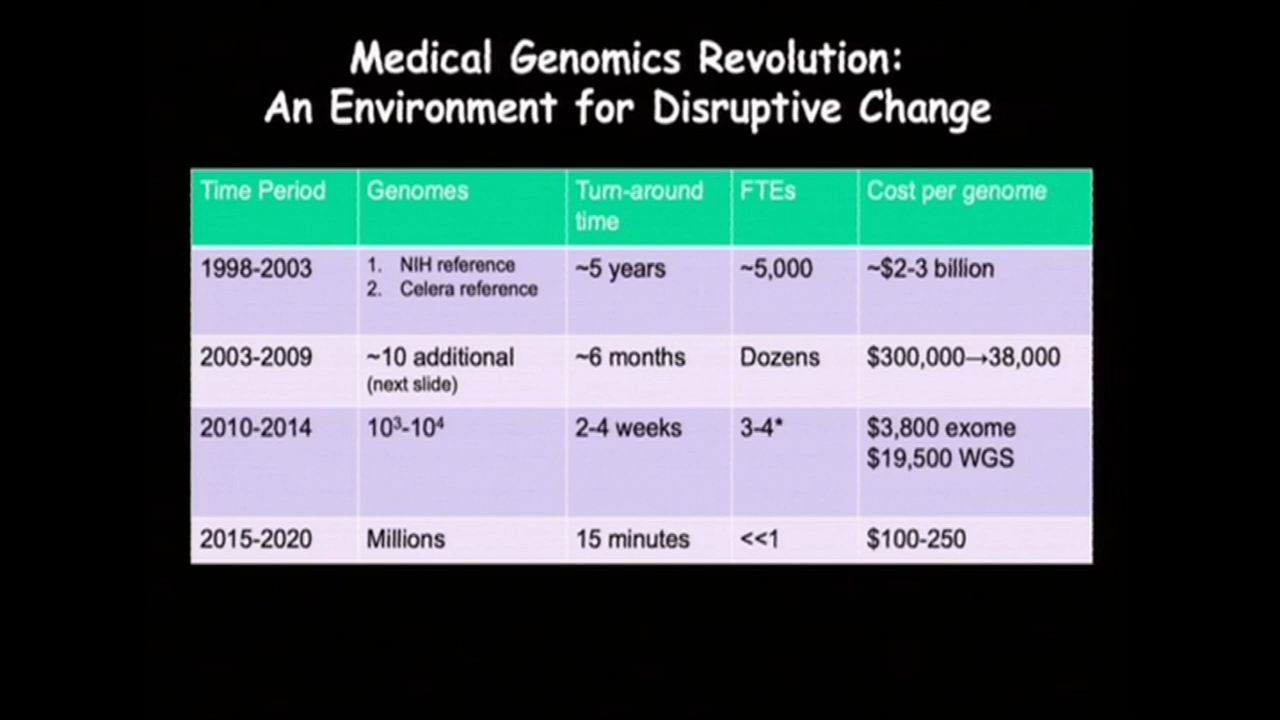 Medical Genomics Revolution:
An Environment for Disruptive Change
Time Period Genomes Turn-around time FTEs Cost per genome
1998-2003 1. NIH reference 2. Celera reference ~5 years ~5,000 ~$2-3 billion
2003-2009 ~10 additional (next slide) ~6 months Dozens $300,000→38,000
2010-2014 10³-10⁴ 2-4 weeks 3-4* $3,800 exome $19,500 WGS
2015-2020 Millions 15 minutes <<1 $100-250